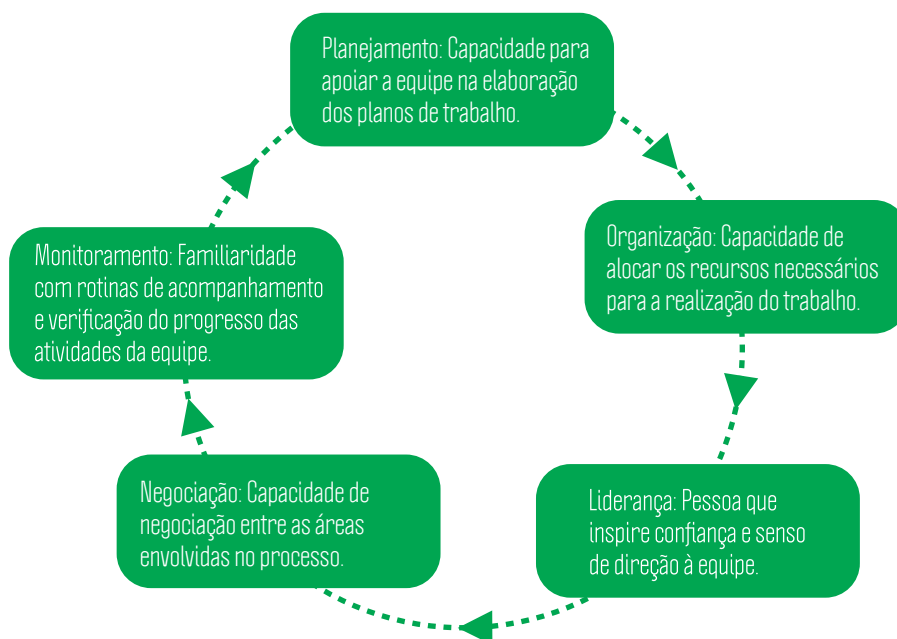 Planejamento: Capacidade para
apoiar a equipe na elaboração
dos planos de trabalho.
Organização: Capacidade de
alocar os recursos necessários
para a realização do trabalho.
Liderança: Pessoa que
inspire confiança e senso
de direção à equipe.
Negociação: Capacidade de
negociação entre as áreas
envolvidas no processo.
Monitoramento: Familiaridade
com rotinas de acompanhamento
e verificação do progresso das
atividades da equipe.